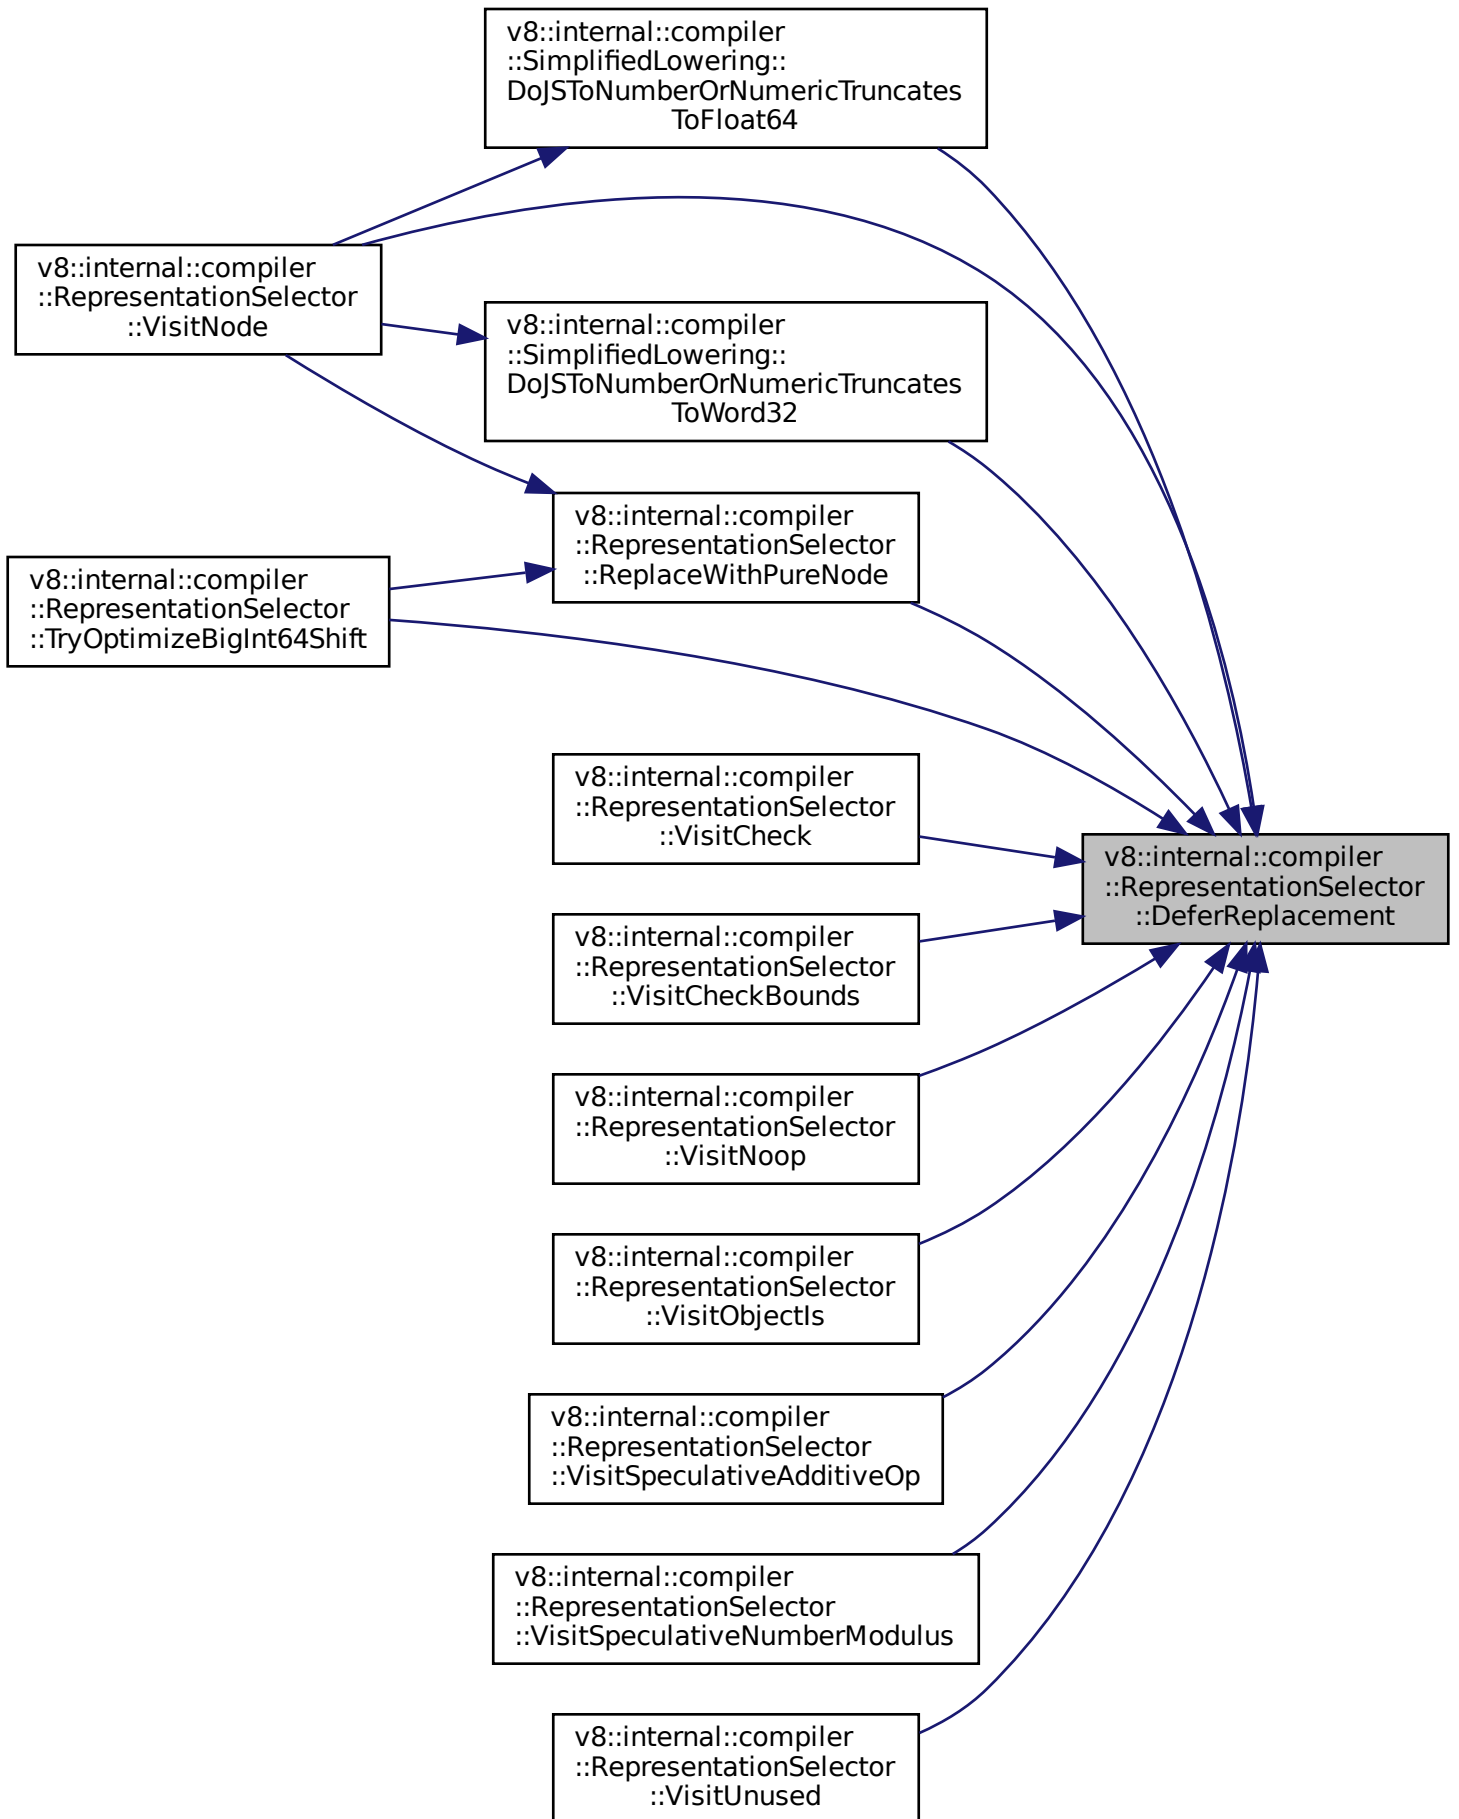 v8::internal::compiler
::SimplifiedLowering::
DoJSToNumberOrNumericTruncates
ToFloat64
v8::internal::compiler
::RepresentationSelector
::VisitNode
v8::internal::compiler
::SimplifiedLowering::
DoJSToNumberOrNumericTruncates
ToWord32
v8::internal::compiler
::RepresentationSelector
::ReplaceWithPureNode
v8::internal::compiler
::RepresentationSelector
::TryOptimizeBigInt64Shift
v8::internal::compiler
::RepresentationSelector
::VisitCheck
v8::internal::compiler
::RepresentationSelector
::DeferReplacement
v8::internal::compiler
::RepresentationSelector
::VisitCheckBounds
v8::internal::compiler
::RepresentationSelector
::VisitNoop
v8::internal::compiler
::RepresentationSelector
::VisitObjectIs
v8::internal::compiler
::RepresentationSelector
::VisitSpeculativeAdditiveOp
v8::internal::compiler
::RepresentationSelector
::VisitSpeculativeNumberModulus
v8::internal::compiler
::RepresentationSelector
::VisitUnused